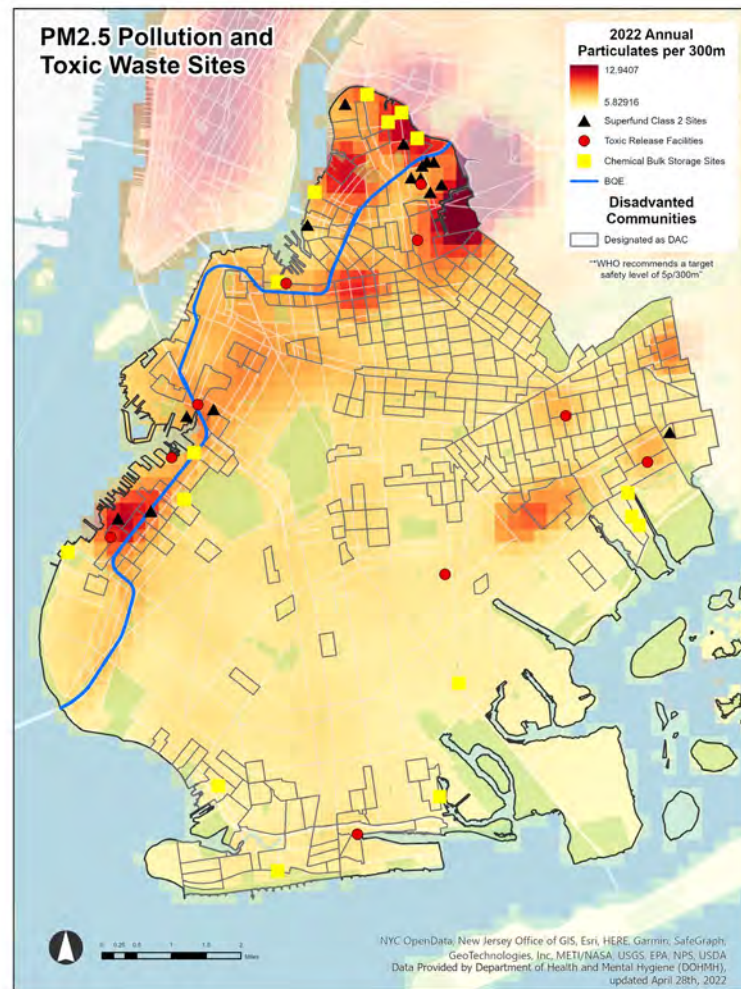 PM2.5 Pollution and
Toxic Waste Sites
2022 Annual
Particulates per 300m
12.9407
5.82916
Superfund Class 2 Sites
Toxic Release Facilities
Chemical Bulk Storage Sites
BQE
Disadvanted
Communities
Designated as DAC
**WHO recommends a target
safety level of 5p/300m"
0 0.25 0.5 1 1.5 2
Miles
NYC OpenData, New Jersey Office of GIS, Esri, HERE, Garmin, SafeGraph,
GeoTechnologies, Inc, METI/NASA, USGS, EPA, NPS, USDA
Data Provided by Department of Health and Mental Hygiene (DOHMH),
updated April 28th, 2022